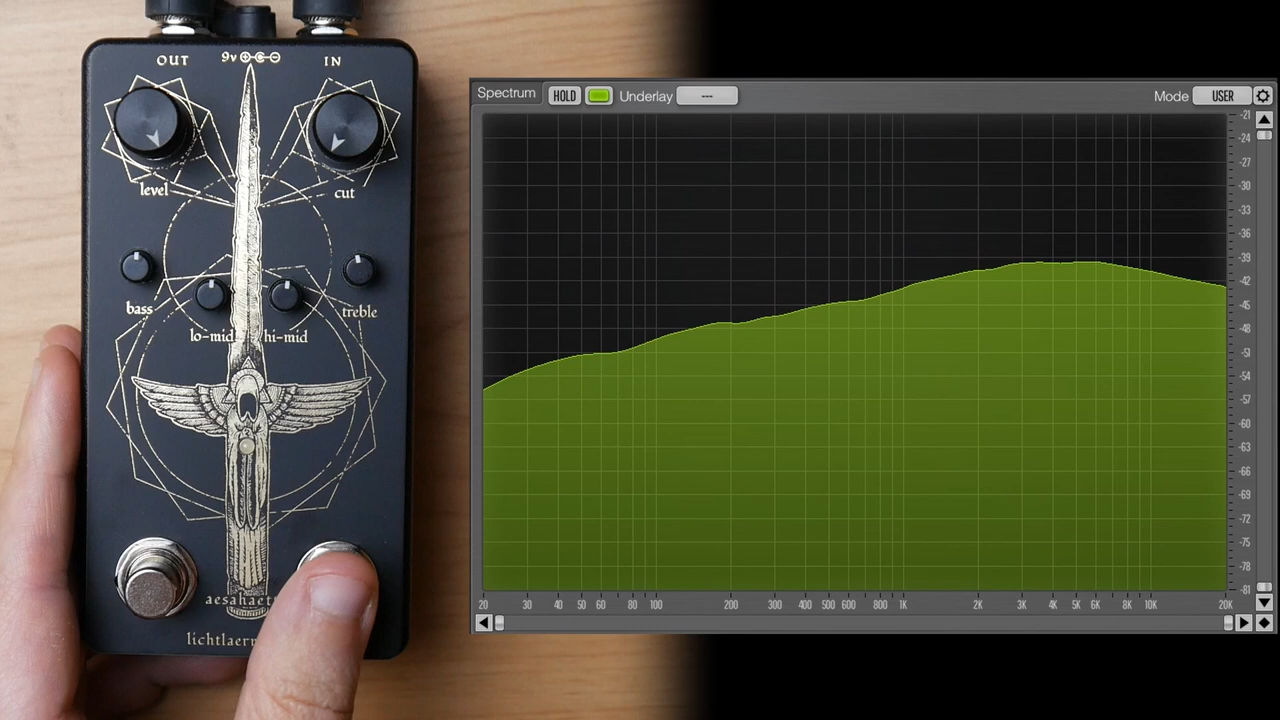 OUT 9v IN
level cut
bass treble
lo-mid hi-mid
aesahaett
lichtlaerm
Spectrum HOLD Underlay --- Mode USER
-21
-24
-27
-30
-33
-36
-39
-42
-45
-48
-51
-54
-57
-60
-63
-66
-69
-72
-75
-78
-81
20 30 40 50 60 80 100 200 300 400 500 600 800 1K 2K 3K 4K 5K 6K 8K 10K 20K